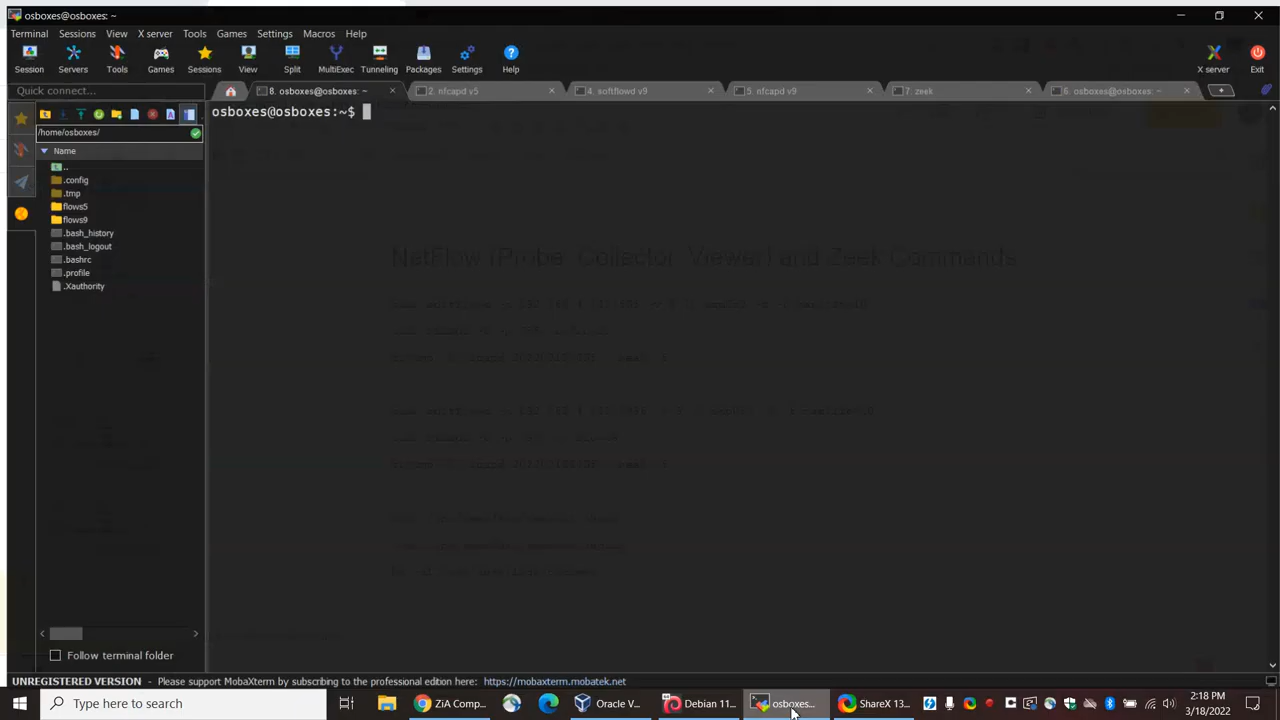 osboxes@osboxes: ~
Terminal Sessions View X server Tools Games Settings Macros Help
Session Servers Tools Games Sessions View Split MultiExec Tunneling Packages Settings Help X server Exit
Quick connect...
8. osboxes@osboxes: ~
2. nfcapd v5
4. softflowd v9
5. nfcapd v9
7. zeek
6. osboxes@osboxes: ~
/home/osboxes/
osboxes@osboxes:~$
Name
..
.config
.tmp
flows5
flows9
.bash_history
.bash_logout
.bashrc
.profile
.Xauthority
NetFlow (Probe, Collector, Viewer) and Zeek Commands
Follow terminal folder
UNREGISTERED VERSION - Please support MobaXterm by subscribing to the professional edition here: https://mobaxterm.mobatek.net
Type here to search
ZiA Comp...
Oracle V...
Debian 11...
osboxes...
ShareX 13...
2:18 PM
3/18/2022